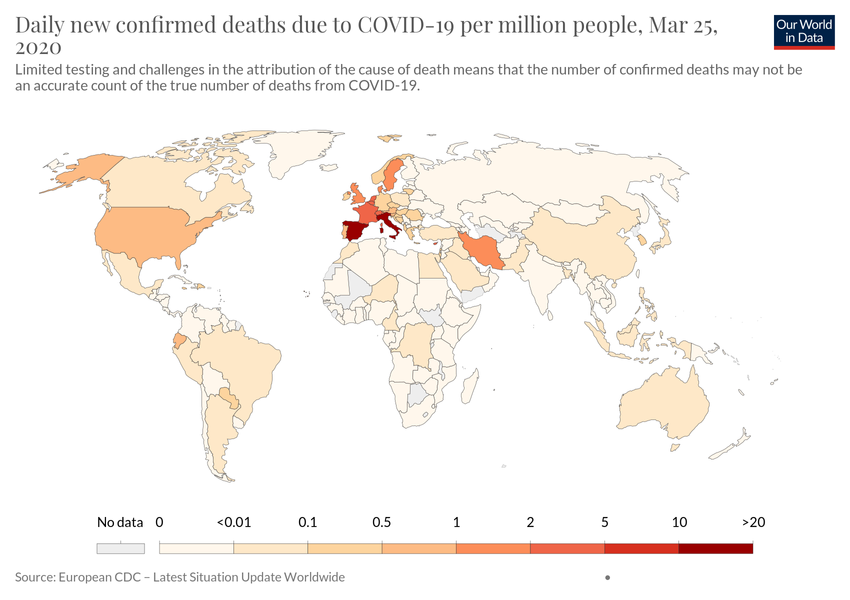 Daily new confirmed deaths due to COVID-19 per million people, Mar 25,
2020
Our World
in Data
Limited testing and challenges in the attribution of the cause of death means that the number of confirmed deaths may not be
an accurate count of the true number of deaths from COVID-19.
No data 0 <0.01 0.1 0.5 1 2 5 10 >20
Source: European CDC – Latest Situation Update Worldwide